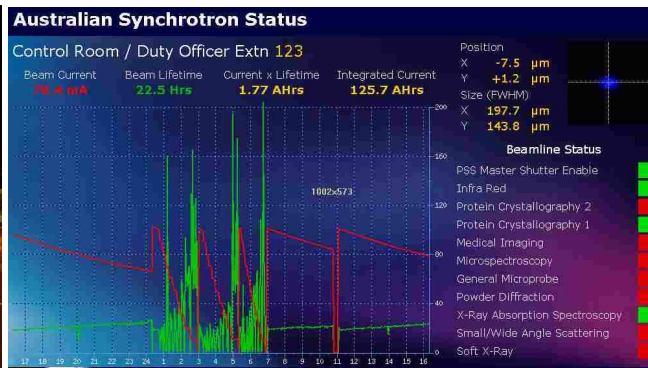 Australian Synchrotron Status
Control Room / Duty Officer Extn 123
Beam Current Beam Lifetime Current x Lifetime Integrated Current
78.4 mA 22.5 Hrs 1.77 AHrs 125.7 AHrs
Position
X -7.5 µm
Y +1.2 µm
Size (FWHM)
X 197.7 µm
Y 143.8 µm
Beamline Status
PSS Master Shutter Enable
Infra Red
Protein Crystallography 2
Protein Crystallography 1
Medical Imaging
Microspectroscopy
General Microprobe
Powder Diffraction
X-Ray Absorption Spectroscopy
Small/Wide Angle Scattering
Soft X-Ray
200
160
1002x573
120
80
40
0
17 18 19 20 21 22 23 24 1 2 3 4 5 6 7 8 9 10 11 12 13 14 15 16